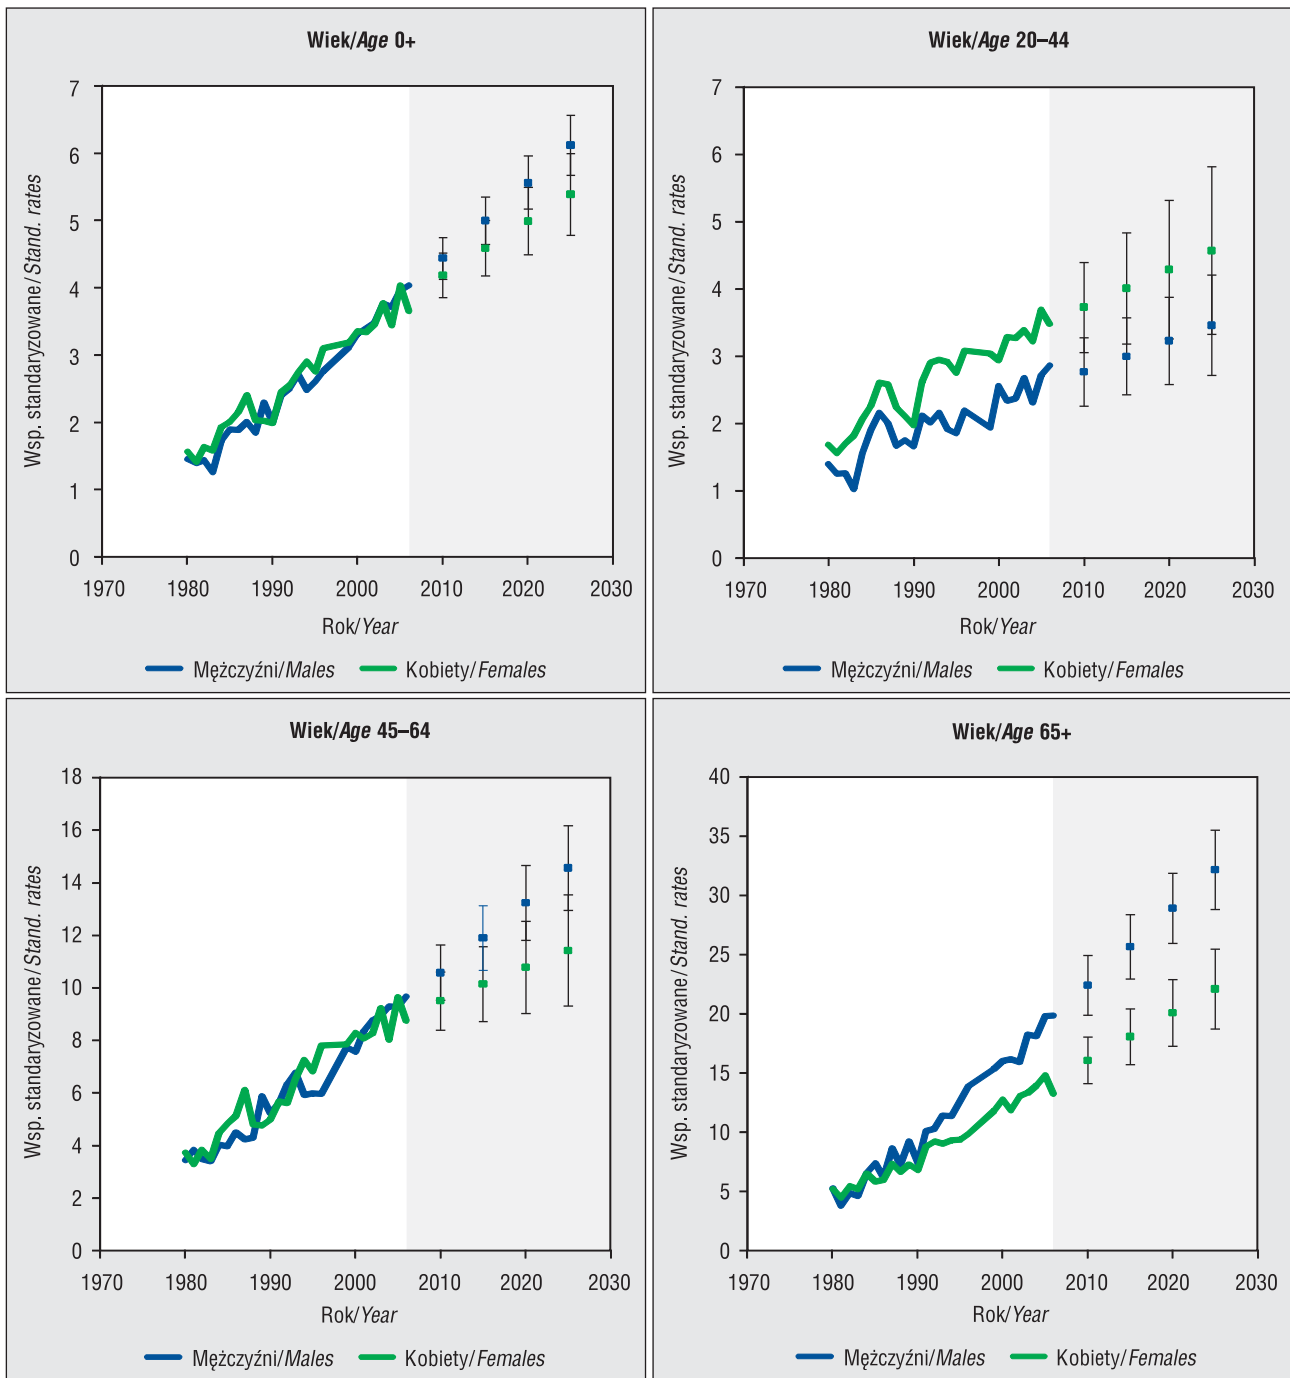 Wiek/Age 0+
7
6
5
4
3
2
1
0
Wsp. standaryzowane/Stand. rates
1970 1980 1990 2000 2010 2020 2030
Rok/Year
Mężczyźni/Males Kobiety/Females
Wiek/Age 20–44
7
6
5
4
3
2
1
0
Wsp. standaryzowane/Stand. rates
1970 1980 1990 2000 2010 2020 2030
Rok/Year
Mężczyźni/Males Kobiety/Females
Wiek/Age 45–64
18
16
14
12
10
8
6
4
2
0
Wsp. standaryzowane/Stand. rates
1970 1980 1990 2000 2010 2020 2030
Rok/Year
Mężczyźni/Males Kobiety/Females
Wiek/Age 65+
40
35
30
25
20
15
10
5
0
Wsp. standaryzowane/Stand. rates
1970 1980 1990 2000 2010 2020 2030
Rok/Year
Mężczyźni/Males Kobiety/Females